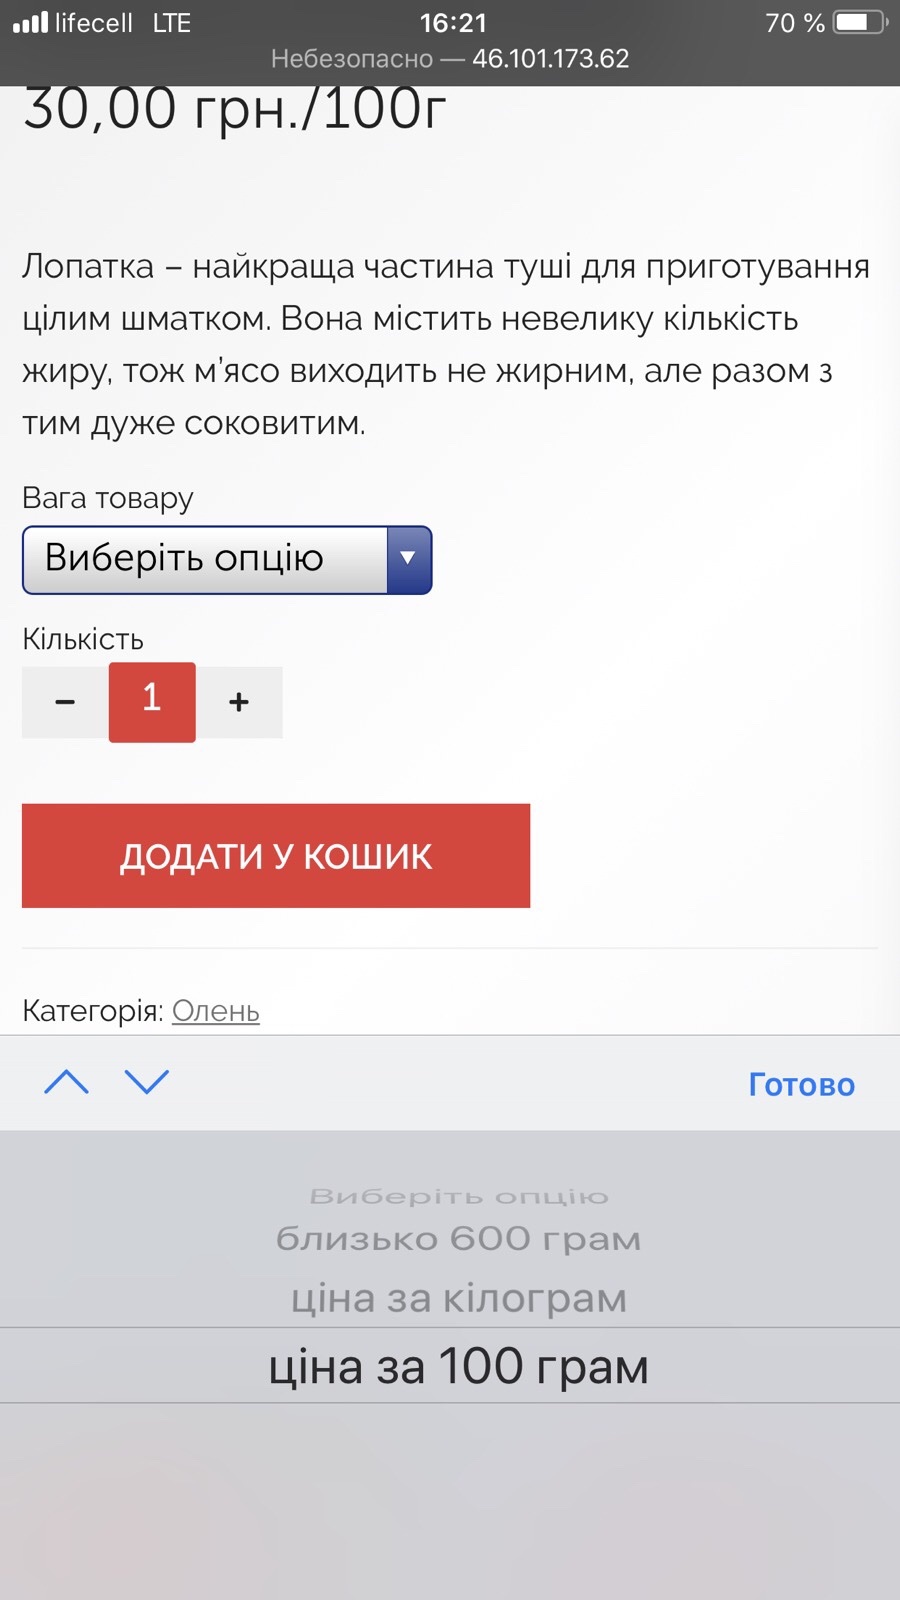 lifecell LTE 16:21 70 %
Небезопасно — 46.101.173.62
30,00 грн./100г
Лопатка – найкраща частина туші для приготування
цілим шматком. Вона містить невелику кількість
жиру, тож м’ясо виходить не жирним, але разом з
тим дуже соковитим.
Вага товару
Виберіть опцію
Кількість
− 1 +
ДОДАТИ У КОШИК
Категорія: Олень
Готово
Виберіть опцію
близько 600 грам
ціна за кілограм
ціна за 100 грам